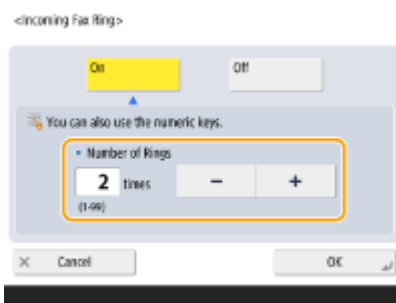 <Incoming Fax Ring>
On Off
You can also use the numeric keys.
• Number of Rings
2 times − +
(1-99)
× Cancel OK